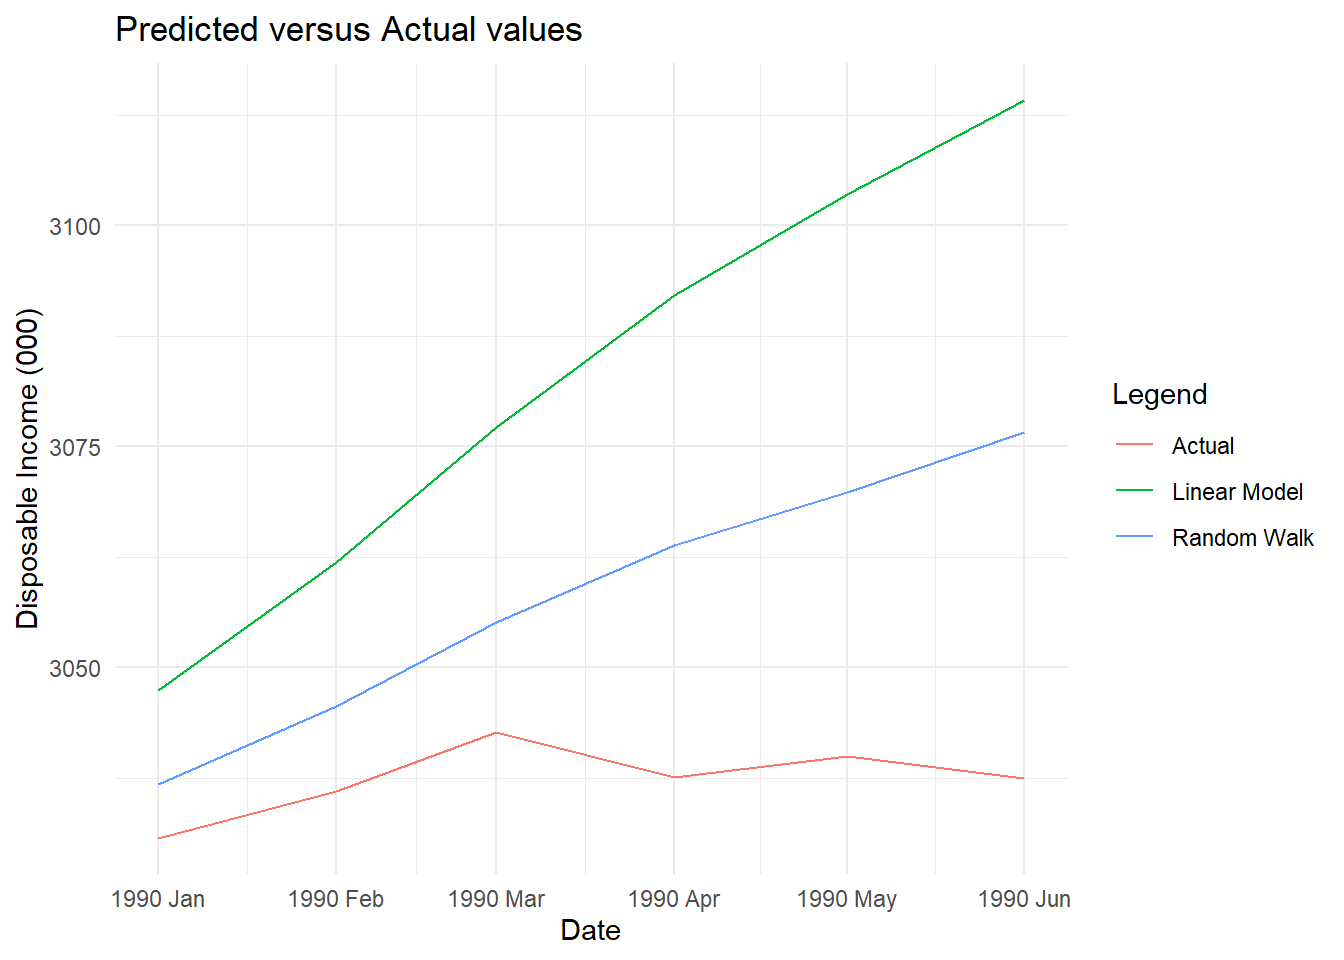 Predicted versus Actual values
Disposable Income (000)
3100
3075
3050
1990 Jan 1990 Feb 1990 Mar 1990 Apr 1990 May 1990 Jun
Date
Legend
Actual
Linear Model
Random Walk